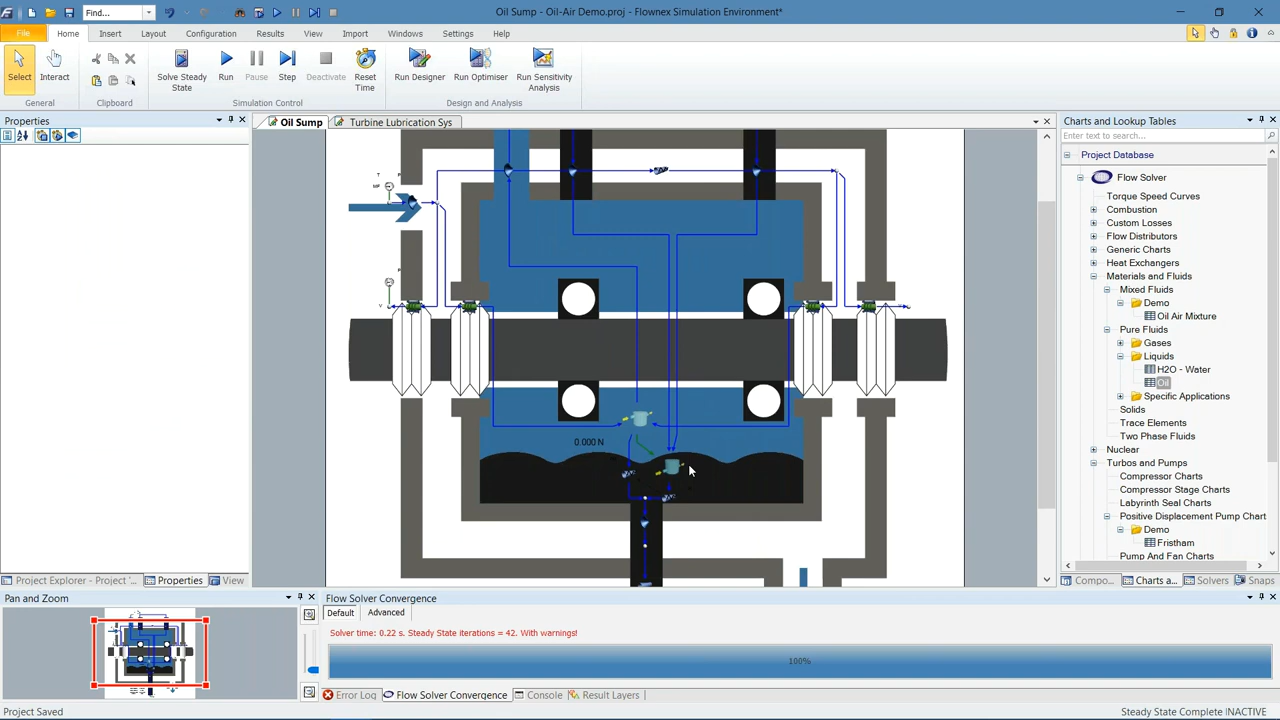 Find...
Oil Sump - Oil-Air Demo.proj - Flownex Simulation Environment*
File
Home
Insert
Layout
Configuration
Results
View
Import
Windows
Settings
Help
Select
Interact
Solve Steady State
Run
Pause
Step
Deactivate
Reset Time
Run Designer
Run Optimiser
Run Sensitivity Analysis
General
Clipboard
Simulation Control
Design and Analysis
Properties
Oil Sump
Turbine Lubrication Sys
0.000 N
Charts and Lookup Tables
Enter text to search...
Project Database
Flow Solver
Torque Speed Curves
Combustion
Custom Losses
Flow Distributors
Generic Charts
Heat Exchangers
Materials and Fluids
Mixed Fluids
Demo
Oil Air Mixture
Pure Fluids
Gases
Liquids
H2O - Water
Oil
Specific Applications
Solids
Trace Elements
Two Phase Fluids
Nuclear
Turbos and Pumps
Compressor Charts
Compressor Stage Charts
Labyrinth Seal Charts
Positive Displacement Pump Chart
Demo
Fristham
Pump And Fan Charts
Project Explorer - Project '...
Properties
View
Compo...
Charts a...
Solvers
Snaps
Pan and Zoom
Flow Solver Convergence
Default
Advanced
Solver time: 0.22 s. Steady State iterations = 42. With warnings!
100%
Error Log
Flow Solver Convergence
Console
Result Layers
Project Saved
Steady State Complete !NACTIVE